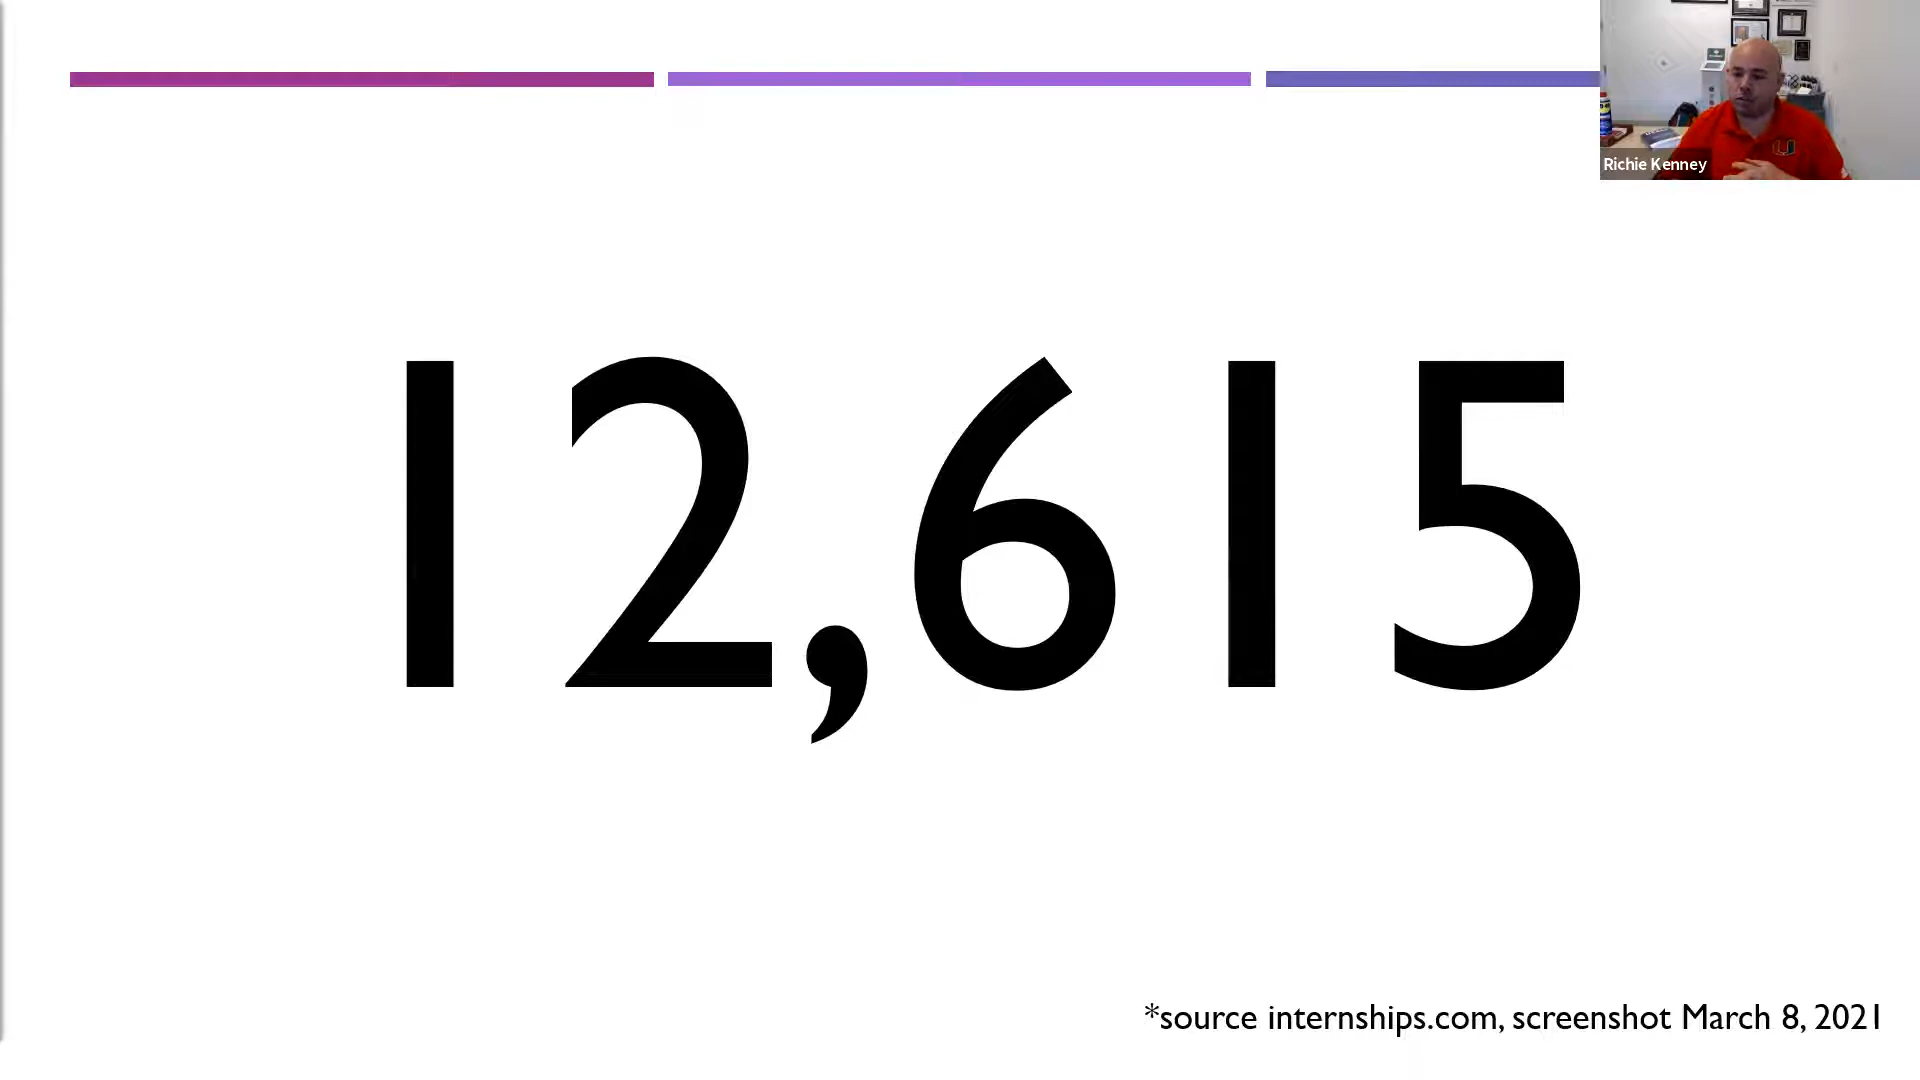 Richie Kenney
12,615
*source internships.com, screenshot March 8, 2021